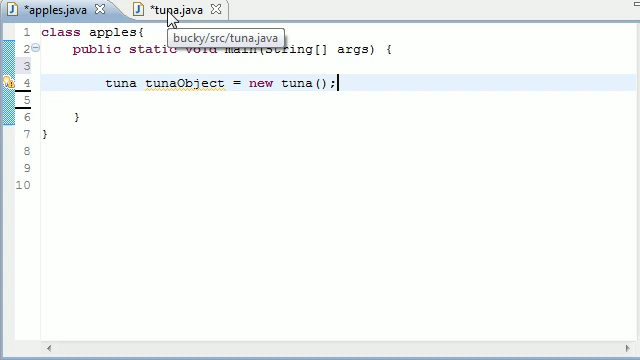 *apples.java *tuna.java
1 class apples{
bucky/src/tuna.java
2 public static void main(String[] args) {
3
4 tuna tunaObject = new tuna();
5
6 }
7 }
8
9
10